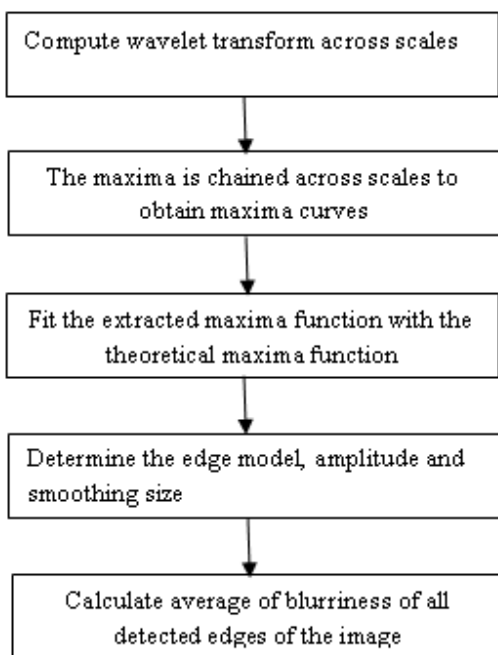 Compute wavelet transform across scales
The maxima is chained across scales to
obtain maxima curves
Fit the extracted maxima function with the
theoretical maxima function
Determine the edge model, amplitude and
smoothing size
Calculate average of blurriness of all
detected edges of the image